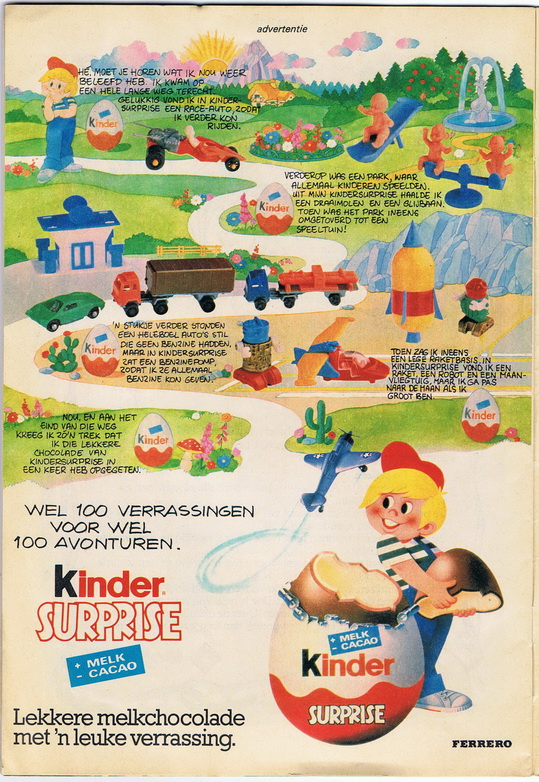 advertentie
HÉ, MOET JE HOREN WAT IK NOU WEER
BELEEFD HEB. IK KWAM OP
EEN HELE LANGE WEG TERECHT.
GELUKKIG VOND IK IN KINDER
SURPRISE EEN RACE-AUTO, ZODAT
IK VERDER KON
RIJDEN.
Kinder
VERDEROP WAS EEN PARK, WAAR
ALLEMAAL KINDEREN SPEELDEN.
UIT MIJN KINDERSURPRISE HAALDE IK
EEN DRAAIMOLEN EN EEN GLIJBAAN.
TOEN WAS HET PARK INEENS
OMGETOVERD TOT EEN
SPEELTUIN!
Kinder
'N STUKJE VERDER STONDEN
EEN HELEBOEL AUTO'S STIL
DIE GEEN BENZINE HADDEN,
MAAR IN KINDERSURPRISE
ZAT EEN BENZINEPOMP,
ZODAT IK ZE ALLEMAAL
BENZINE KON GEVEN.
Kinder
TOEN ZAG IK INEENS
EEN LEGE RAKETBASIS. IN
KINDERSURPRISE VOND IK EEN
RAKET, EEN ROBOT EN EEN MAAN-
VLIEGTUIG, MAAR IK GA PAS
NAAR DE MAAN ALS IK
GROOT BEN.
Kinder
NOU, EN AAN HET
EIND VAN DIE WEG
KREEG IK ZO'N TREK DAT
IK DIE LEKKERE
CHOCOLADE VAN
KINDERSURPRISE IN
EEN KEER HEB OPGEGETEN.
Kinder
WEL 100 VERRASSINGEN
VOOR WEL
100 AVONTUREN.
Kinder
SURPRISE
+ MELK
- CACAO
+ MELK
- CACAO
Kinder
SURPRISE
Lekkere melkchocolade
met 'n leuke verrassing.
FERRERO